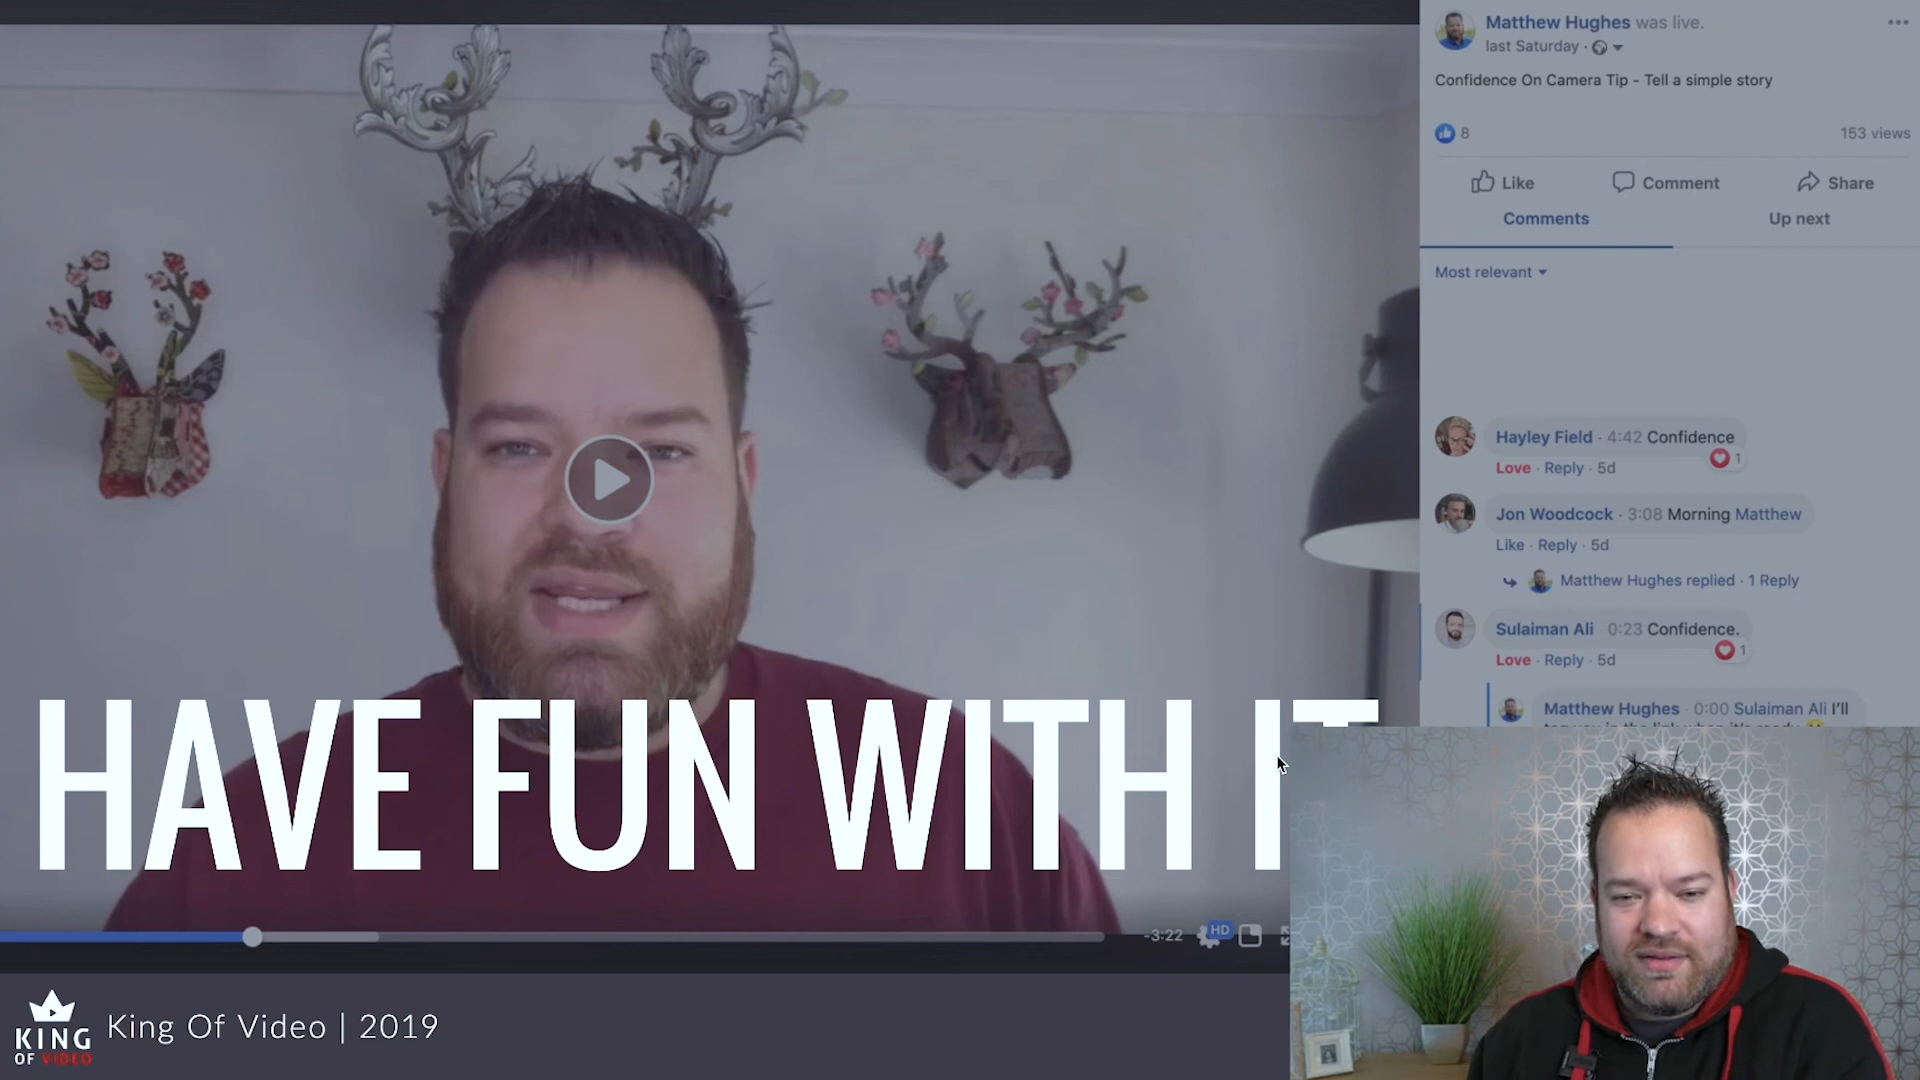 Matthew Hughes was live.
last Saturday ·
Confidence On Camera Tip - Tell a simple story
8
153 views
Like
Comment
Share
Comments
Up next
Most relevant
Hayley Field · 4:42 Confidence
1
Love · Reply · 5d
Jon Woodcock · 3:08 Morning Matthew
Like · Reply · 5d
Matthew Hughes replied · 1 Reply
Sulaiman Ali 0:23 Confidence.
1
Love · Reply · 5d
Matthew Hughes 0:00 Sulaiman Ali I'll
HAVE FUN WITH IT
-3:22
HD
KING
OF VIDEO
King Of Video | 2019